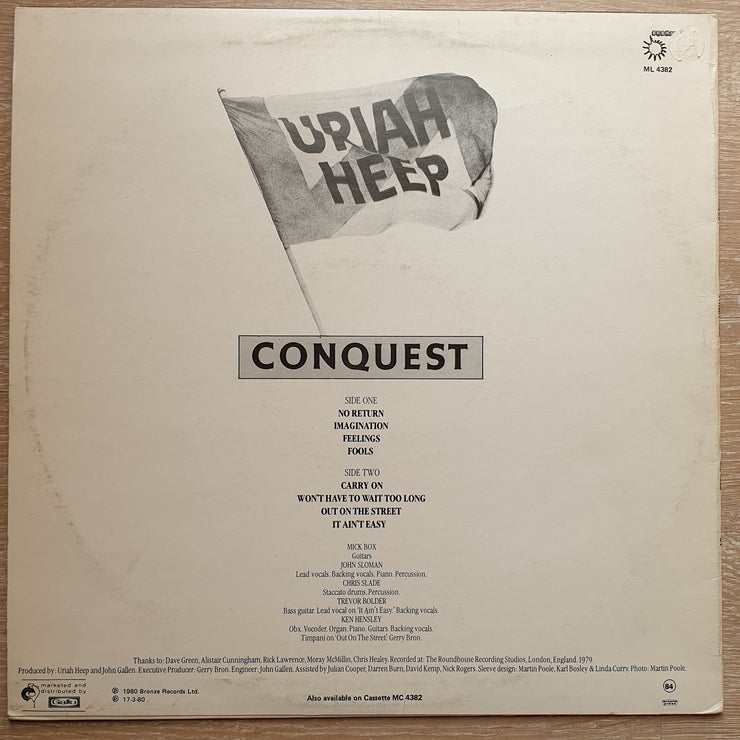 ML 4382
URIAH
HEEP
CONQUEST
SIDE ONE
NO RETURN
IMAGINATION
FEELINGS
FOOLS
SIDE TWO
CARRY ON
WON'T HAVE TO WAIT TOO LONG
OUT ON THE STREET
IT AIN'T EASY
MICK BOX
Guitars
JOHN SLOMAN
Lead vocals. Backing vocals. Piano. Percussion.
CHRIS SLADE
Staccato drums. Percussion.
TREVOR BOLDER
Bass guitar. Lead vocal on 'It Ain't Easy.' Backing vocals.
KEN HENSLEY
Obx. Vocoder. Organ. Piano. Guitars. Backing vocals.
Timpani on 'Out On The Street'. Gerry Bron.
Thanks to: Dave Green, Alistair Cunningham, Rick Lawrence, Moray McMillin, Chris Healey. Recorded at: The Roundhouse Recording Studios, London, England. 1979.
Produced by: Uriah Heep and John Gallen. Executive Producer: Gerry Bron. Engineer: John Gallen. Assisted by Julian Cooper, Darren Burn, David Kemp, Nick Rogers. Sleeve design: Martin Poole, Karl Bosley & Linda Curry. Photo: Martin Poole.
marketed and
distributed by
Gallo
℗ 1980 Bronze Records Ltd.
℗ 17-3-80
Also available on Cassette MC 4382
84